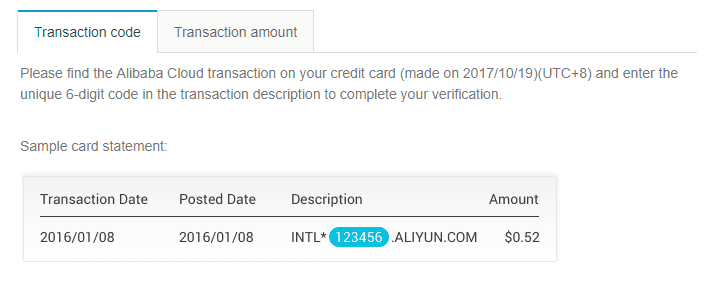 Transaction code Transaction amount
Please find the Alibaba Cloud transaction on your credit card (made on 2017/10/19)(UTC+8) and enter the
unique 6-digit code in the transaction description to complete your verification.
Sample card statement:
Transaction Date Posted Date Description Amount
2016/01/08 2016/01/08 INTL* 123456 .ALIYUN.COM $0.52